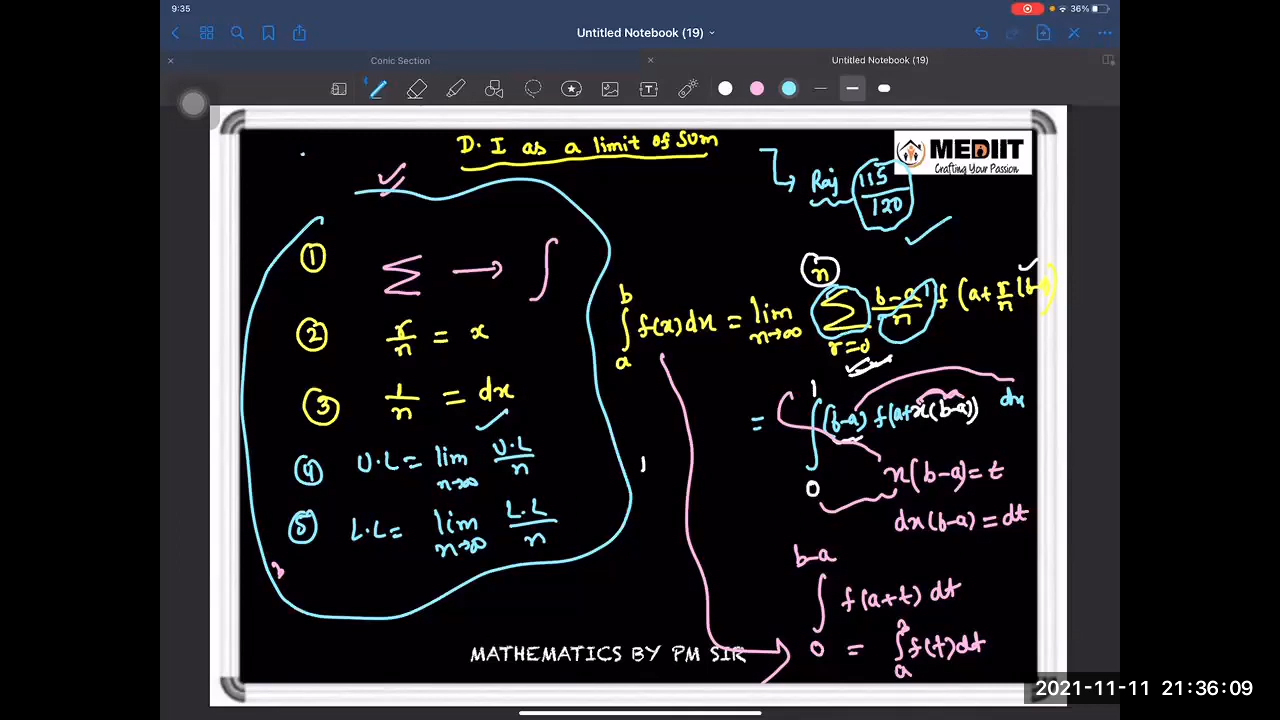 9:35
36%
Untitled Notebook (19)
Conic Section
Untitled Notebook (19)
D. I as a limit of sum
MEDIIT
Crafting Your Passion
Raj 115/120
① ∑ → ∫
② r/n = x
③ 1/n = dx
④ U.L = lim n→∞ U.L/n
⑤ L.L = lim n→∞ L.L/n
∫ₐᵇ f(x)dx = lim n→∞ ∑ r=0 n b-a/n f(a+r/n(b-a)
= ∫₀¹ (b-a) f(a+x(b-a)) dx
x(b-a) = t
dx(b-a) = dt
b-a
∫ f(a+t) dt
0 = ∫ₐ f(t)dt
MATHEMATICS BY PM SIR
2021-11-11 21:36:09